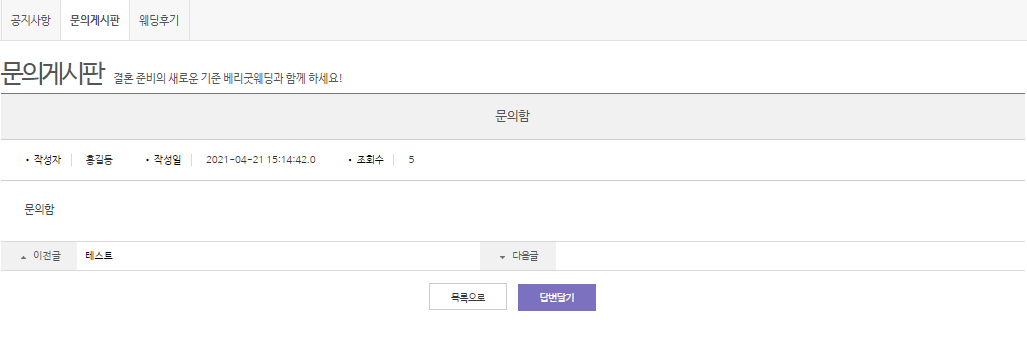 공지사항 문의게시판 웨딩후기
문의게시판 결혼 준비의 새로운 기준 베리굿웨딩과 함께 하세요!
문의함
• 작성자 홍길동 • 작성일 2021-04-21 15:14:42.0 • 조회수 5
문의함
▲ 이전글 테스트 ▼ 다음글
목록으로 답변달기